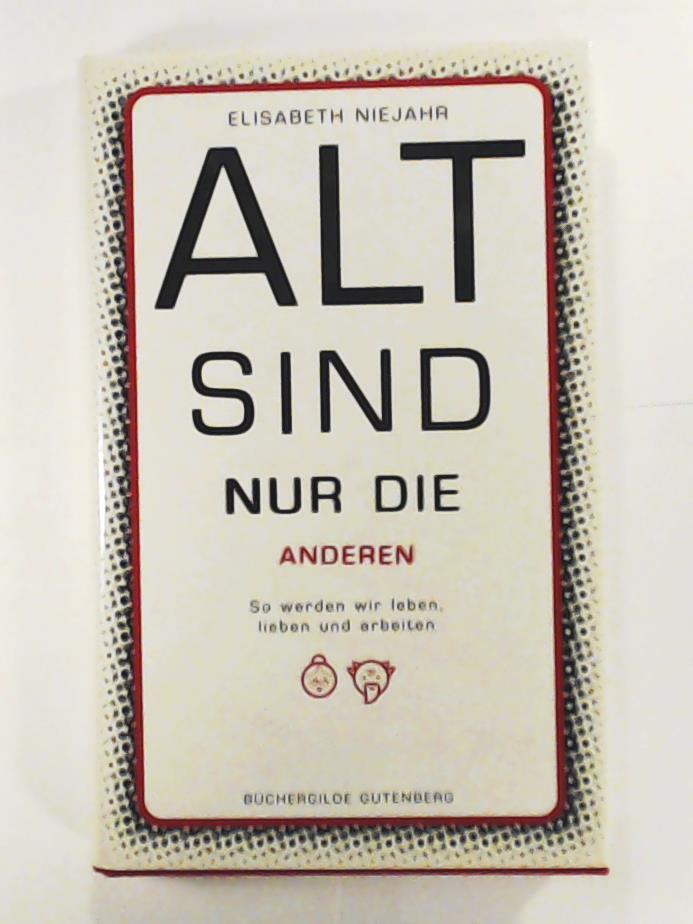 ELISABETH NIEJAHR
ALT
SIND
NUR DIE
ANDEREN
So werden wir leben,
lieben und arbeiten
BÜCHERGILDE GUTENBERG